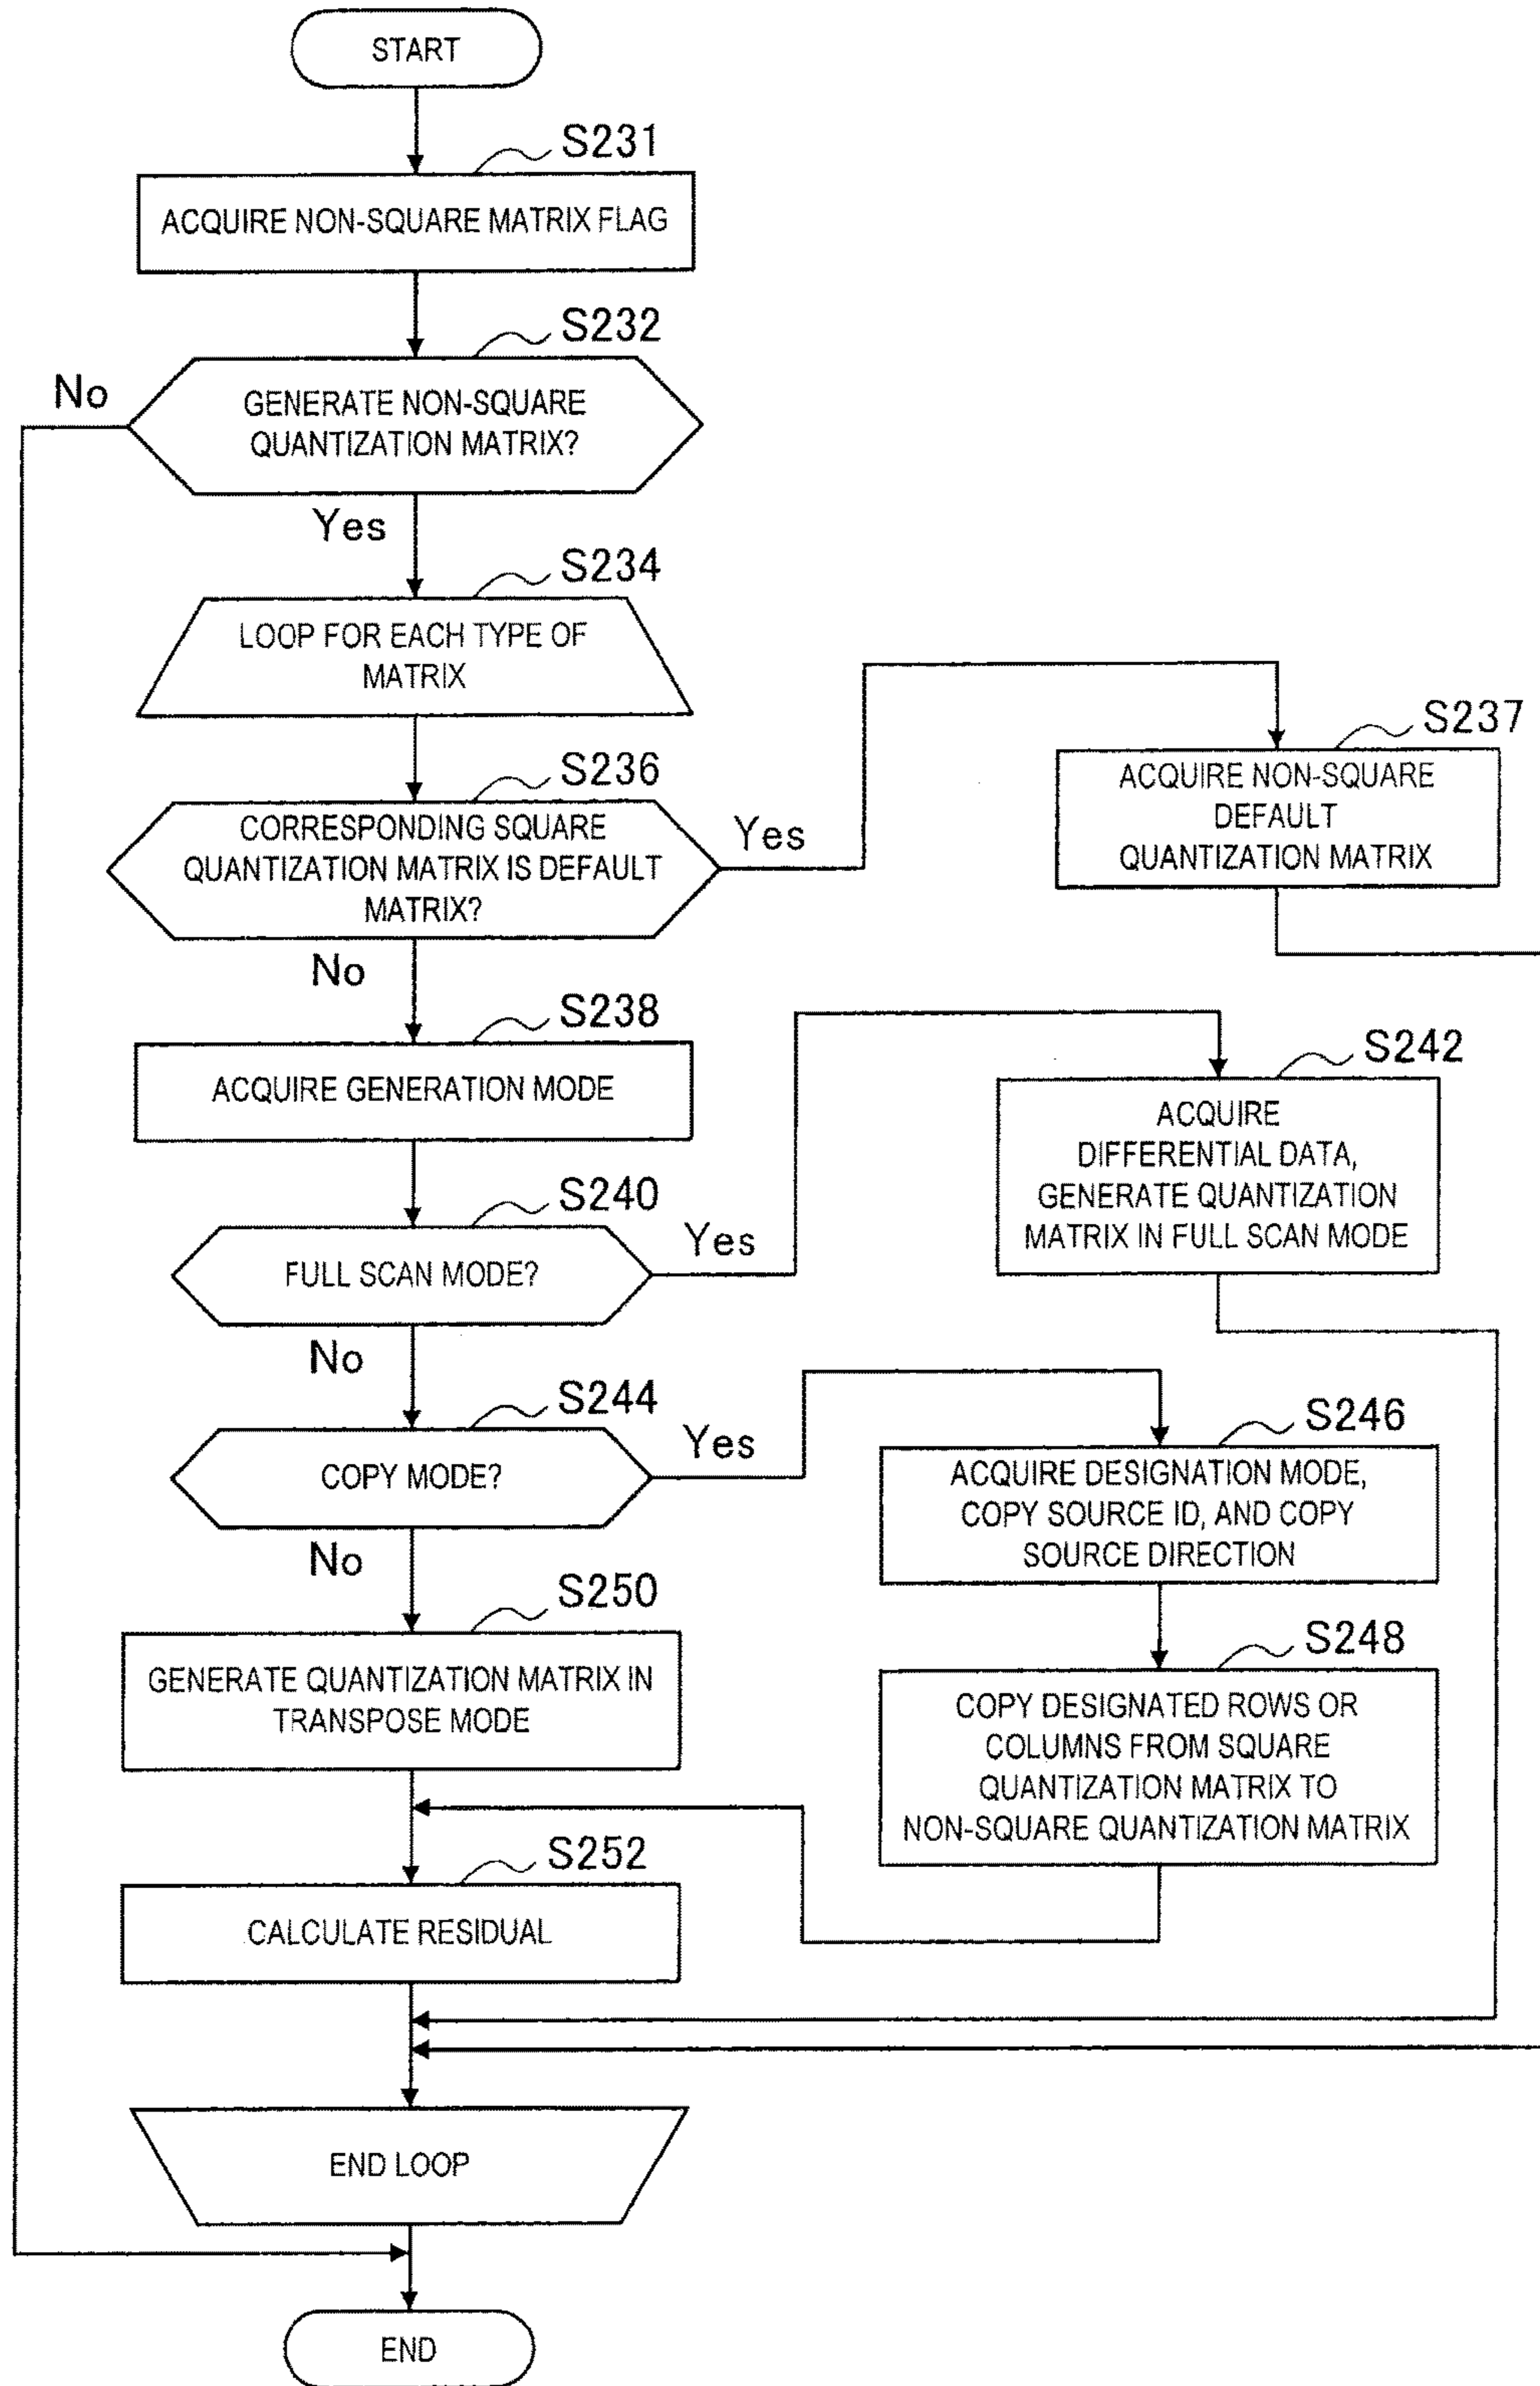 START
S231
ACQUIRE NON-SQUARE MATRIX FLAG
S232
No
GENERATE NON-SQUARE
QUANTIZATION MATRIX?
Yes
S234
LOOP FOR EACH TYPE OF
MATRIX
S236
CORRESPONDING SQUARE
QUANTIZATION MATRIX IS DEFAULT
MATRIX?
Yes
S237
ACQUIRE NON-SQUARE
DEFAULT
QUANTIZATION MATRIX
No
S238
ACQUIRE GENERATION MODE
S240
FULL SCAN MODE?
Yes
S242
ACQUIRE
DIFFERENTIAL DATA,
GENERATE QUANTIZATION
MATRIX IN FULL SCAN MODE
No
S244
COPY MODE?
Yes
S246
ACQUIRE DESIGNATION MODE,
COPY SOURCE ID, AND COPY
SOURCE DIRECTION
No
S248
COPY DESIGNATED ROWS OR
COLUMNS FROM SQUARE
QUANTIZATION MATRIX TO
NON-SQUARE QUANTIZATION MATRIX
S250
GENERATE QUANTIZATION MATRIX IN
TRANSPOSE MODE
S252
CALCULATE RESIDUAL
END LOOP
END